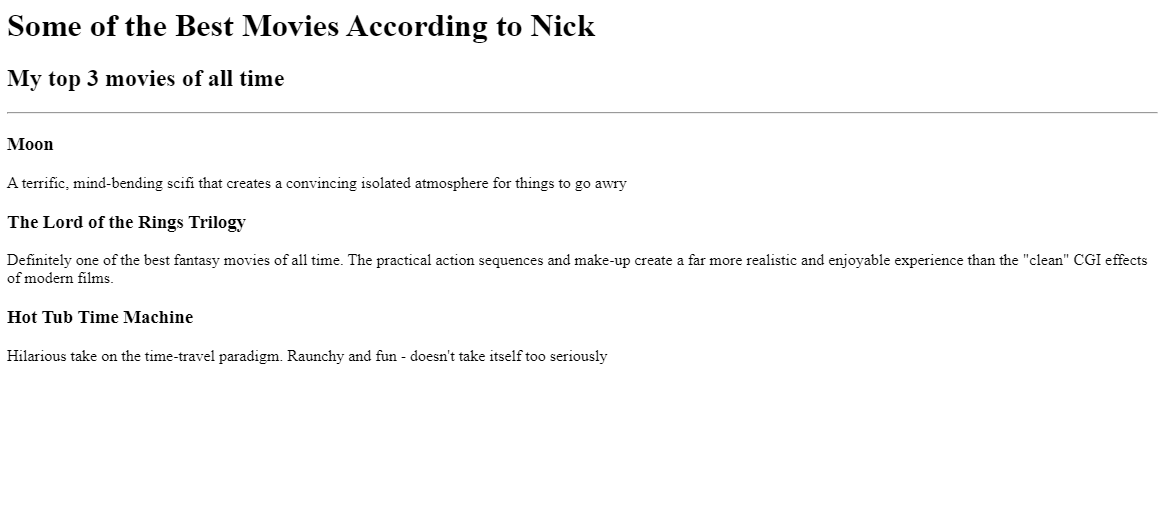 Some of the Best Movies According to Nick
My top 3 movies of all time
Moon
A terrific, mind-bending scifi that creates a convincing isolated atmosphere for things to go awry
The Lord of the Rings Trilogy
Definitely one of the best fantasy movies of all time. The practical action sequences and make-up create a far more realistic and enjoyable experience than the "clean" CGI effects
of modern films.
Hot Tub Time Machine
Hilarious take on the time-travel paradigm. Raunchy and fun - doesn't take itself too seriously